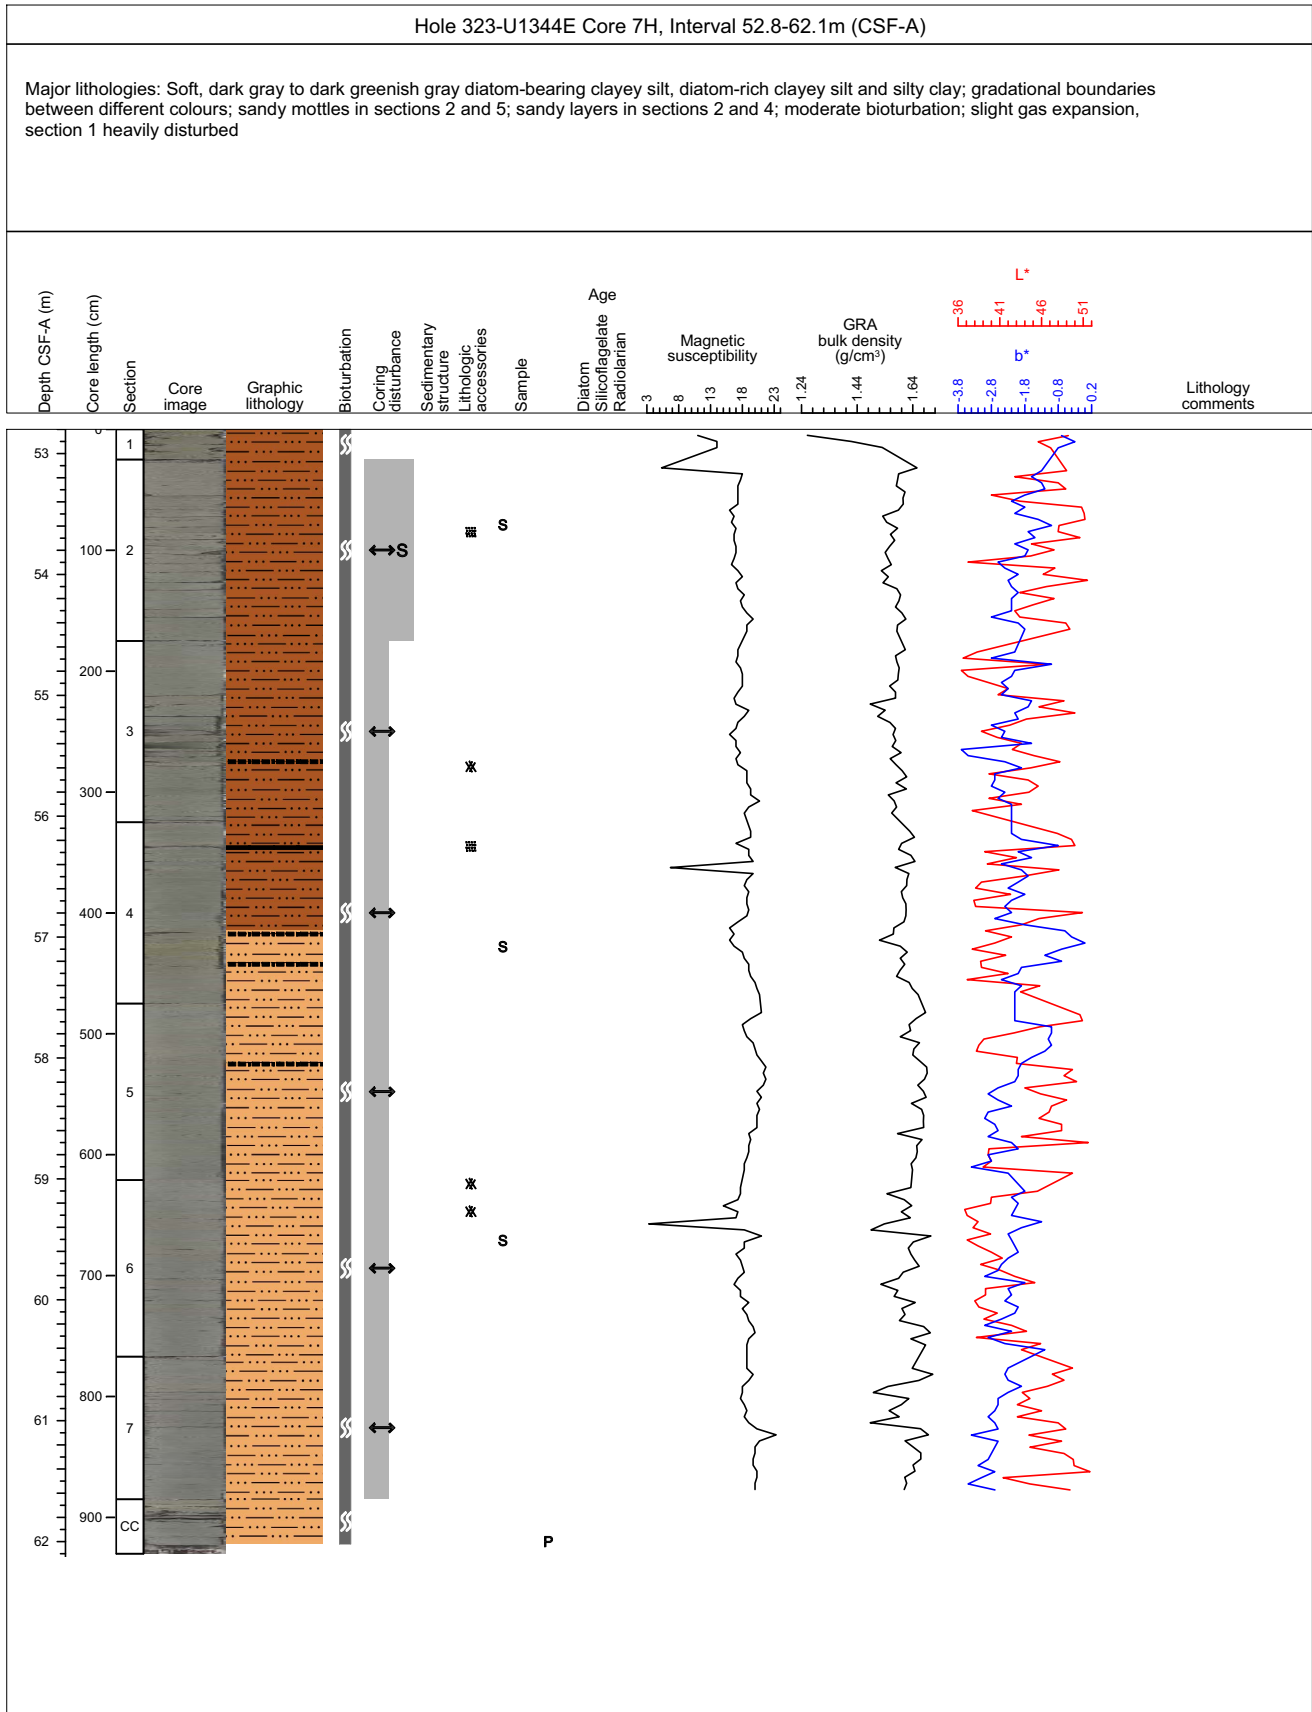 Hole 323-U1344E Core 7H, Interval 52.8-62.1m (CSF-A)
Major lithologies: Soft, dark gray to dark greenish gray diatom-bearing clayey silt, diatom-rich clayey silt and silty clay; gradational boundaries
between different colours; sandy mottles in sections 2 and 5; sandy layers in sections 2 and 4; moderate bioturbation; slight gas expansion,
section 1 heavily disturbed
Depth CSF-A (m)
Core length (cm)
Section
Core
image
Graphic
lithology
Bioturbation
Coring
disturbance
Sedimentary
structure
Lithologic
accessories
Sample
Age
Diatom
Silicoflagelate
Radiolarian
Magnetic
susceptibility
3 8 13 18 23
GRA
bulk density
(g/cm³)
1.24 1.44 1.64
L*
36 41 46 51
b*
-3.8 -2.8 -1.8 -0.8 0.2
Lithology
comments
53
54
55
56
57
58
59
60
61
62
0
100
200
300
400
500
600
700
800
900
1
2
3
4
5
6
7
CC
S
S
S
S
P